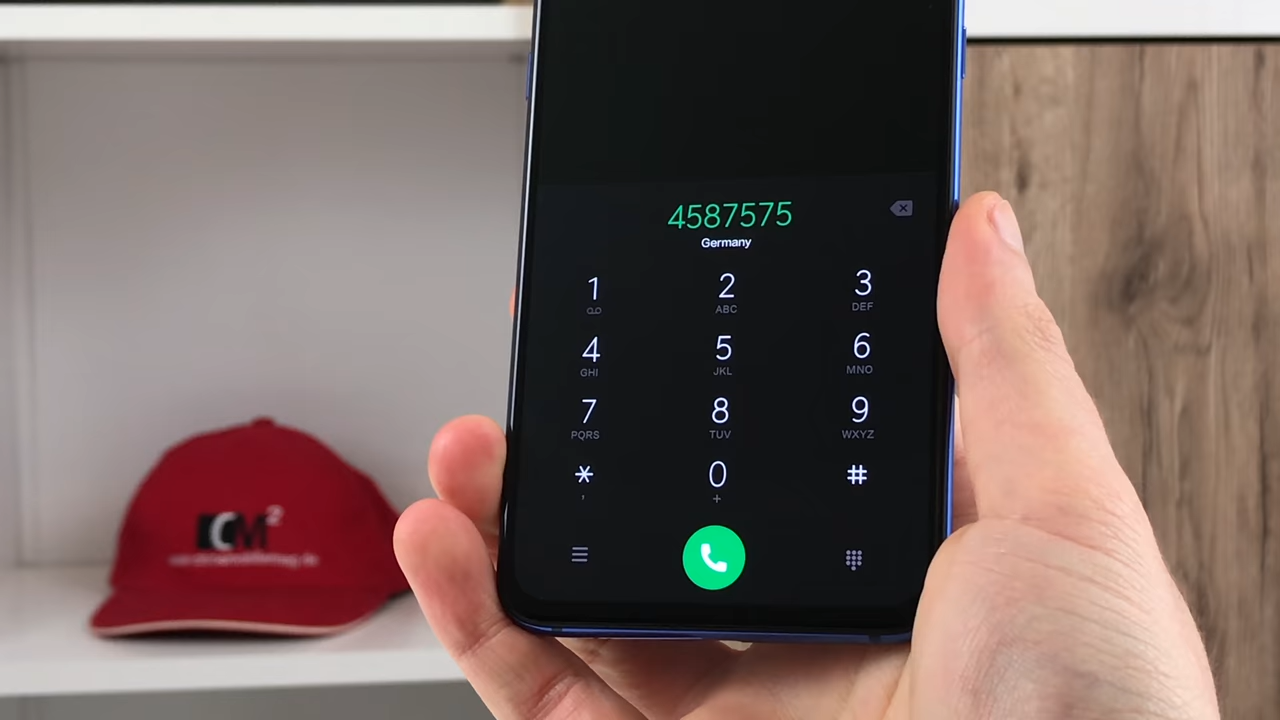 4587575
Germany
1 2 3
ABC DEF
4 5 6
GHI JKL MNO
7 8 9
PQRS TUV WXYZ
* 0 #
, +
CM²